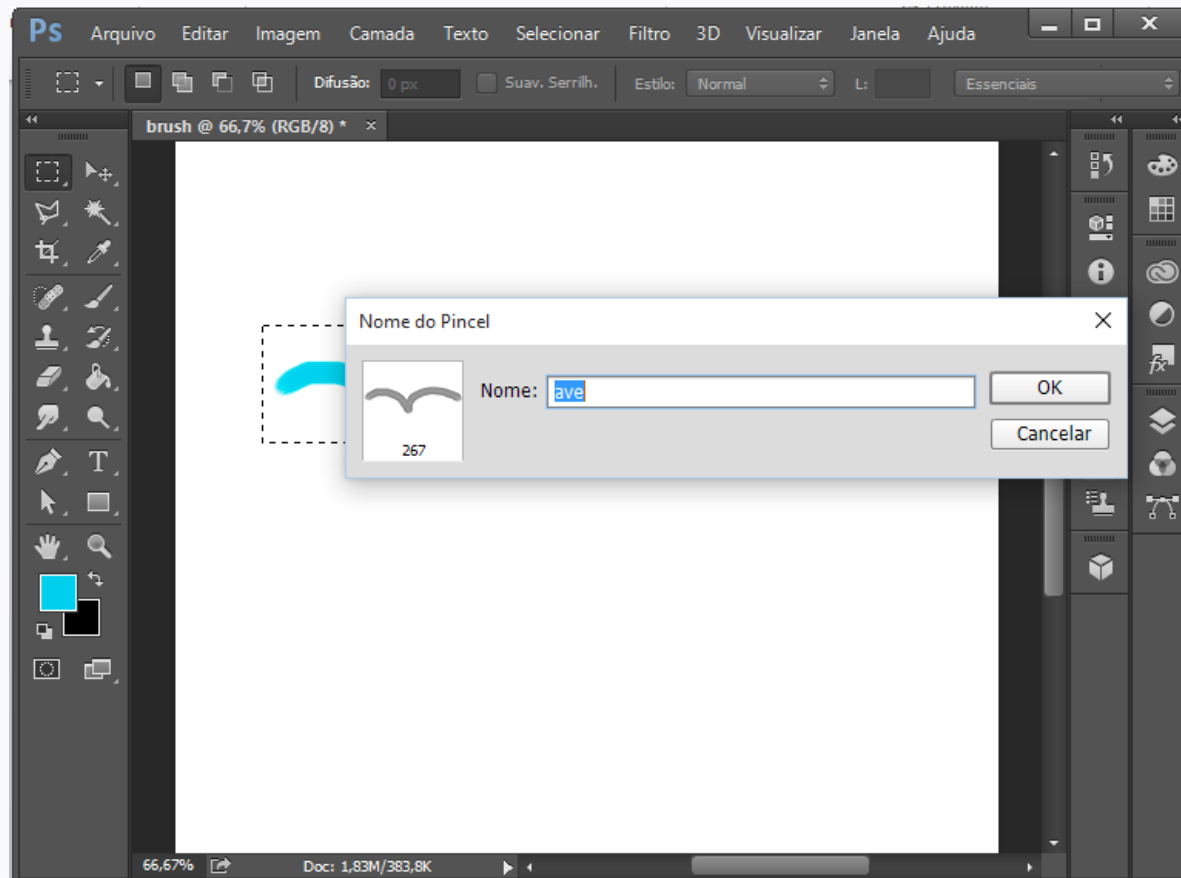 Ps Arquivo Editar Imagem Camada Texto Selecionar Filtro 3D Visualizar Janela Ajuda
Difusão: 0 px Suav. Serrilh. Estilo: Normal L: Essenciais
brush @ 66,7% (RGB/8) * x
Nome do Pincel
Nome: ave OK
267 Cancelar
T
fx
66,67% Doc: 1,83M/383,8K